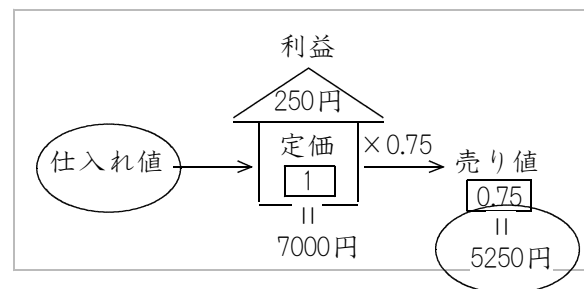 利益
250円
仕入れ値
定価
1
×0.75
売り値
0.75
=
7000円
=
5250円